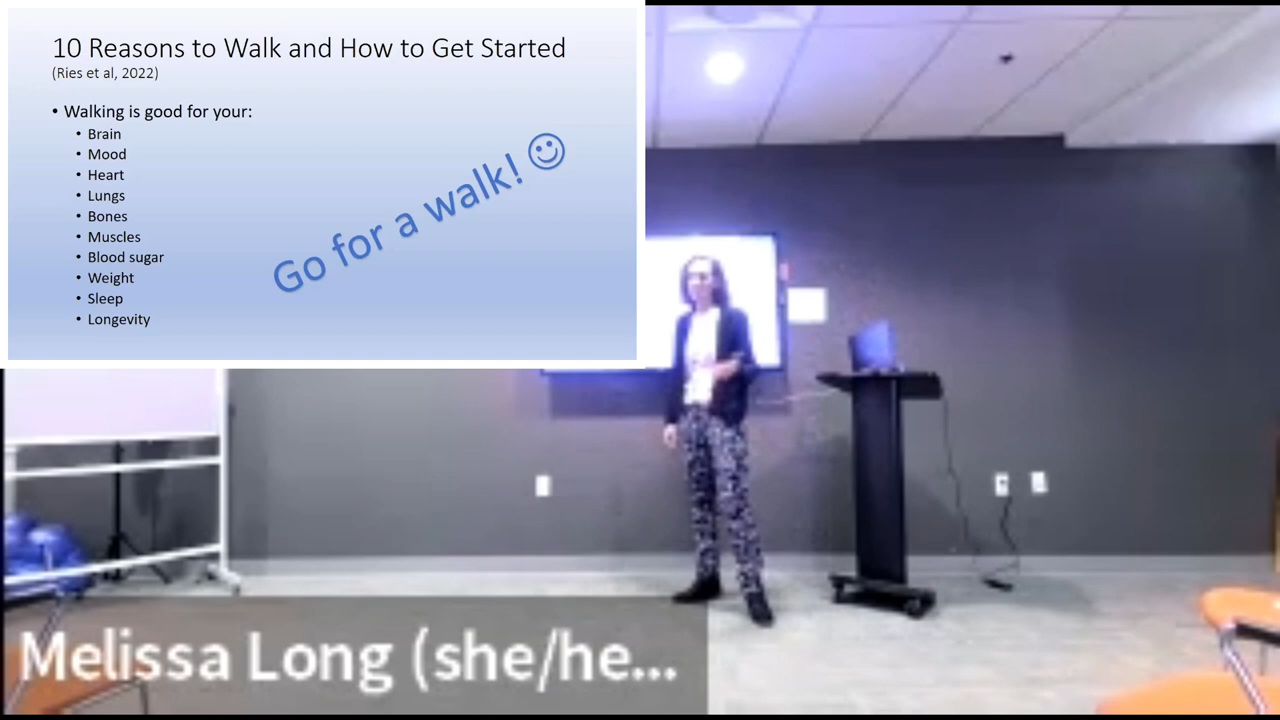 10 Reasons to Walk and How to Get Started
(Ries et al, 2022)
• Walking is good for your:
• Brain
• Mood
• Heart
• Lungs
• Bones
• Muscles
• Blood sugar
• Weight
• Sleep
• Longevity
Go for a walk! ☺
Melissa Long (she/he...